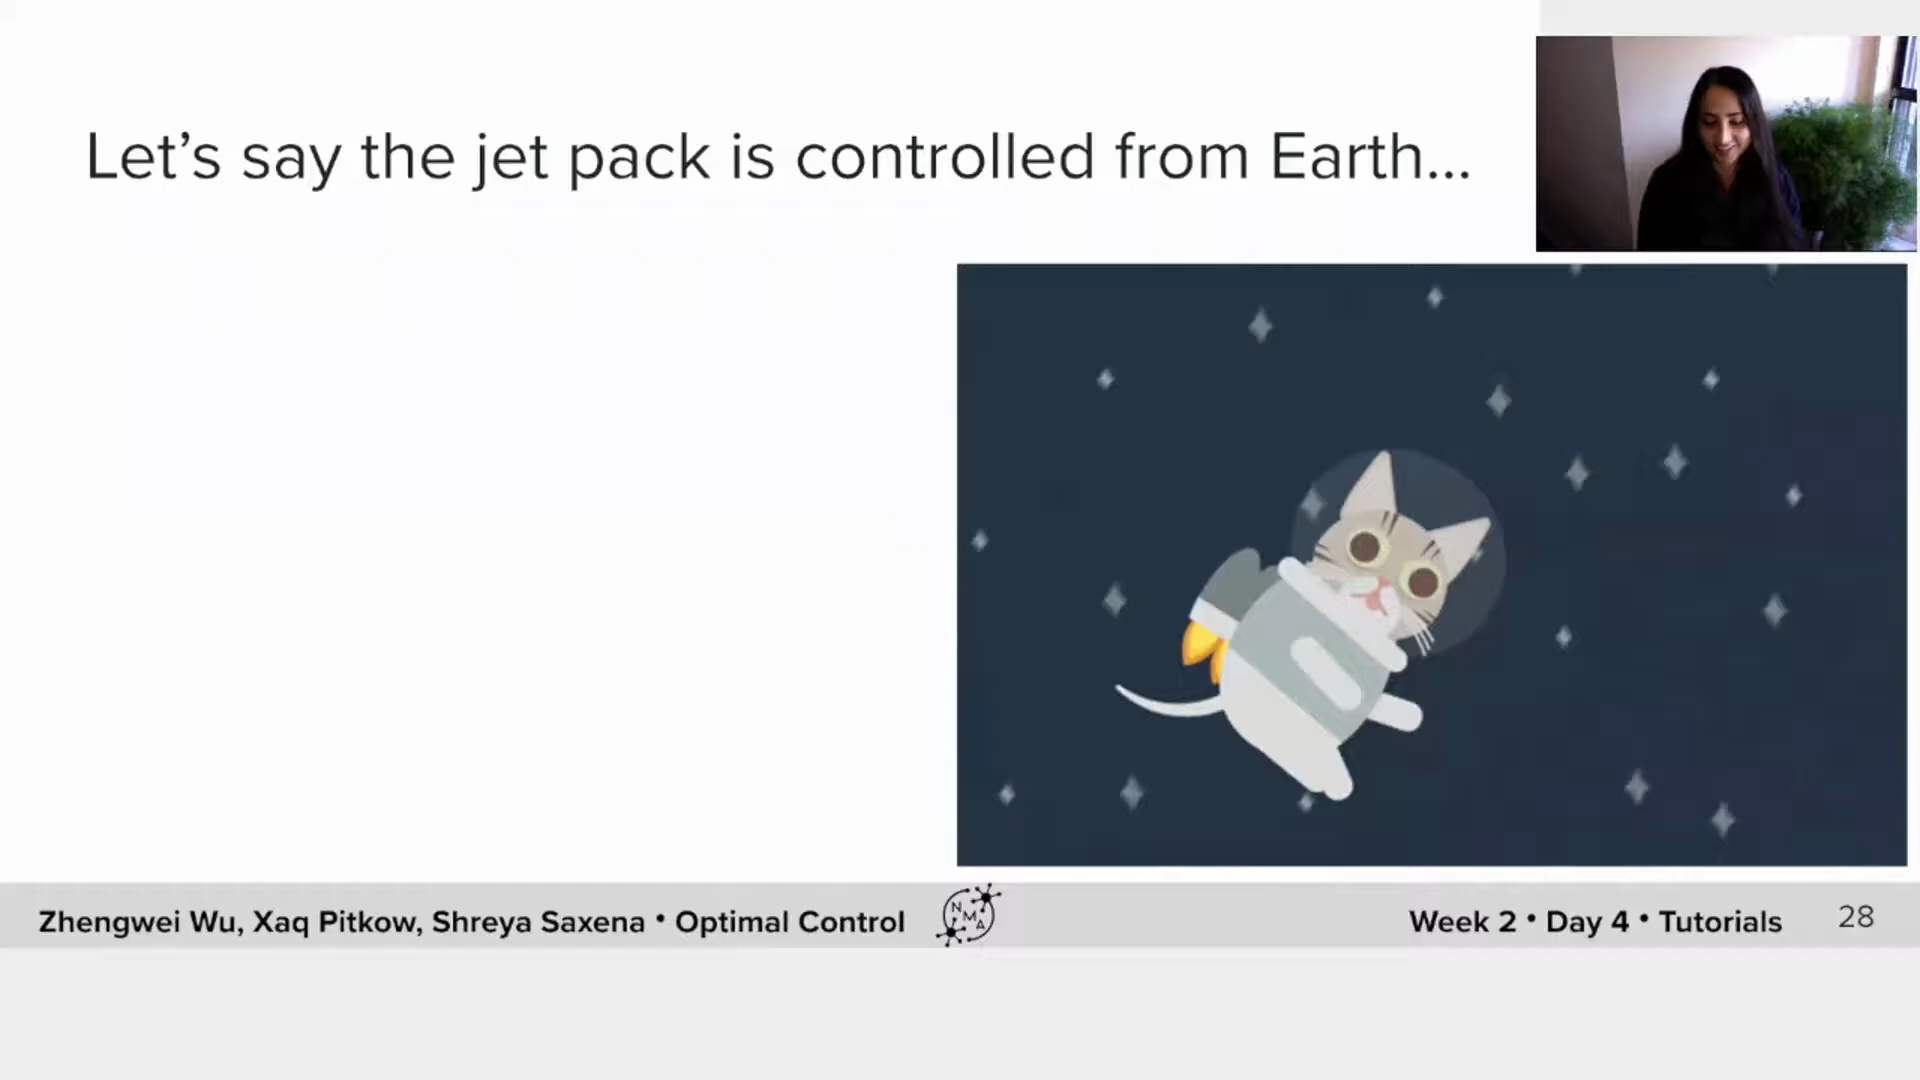 Let’s say the jet pack is controlled from Earth...
Zhengwei Wu, Xaq Pitkow, Shreya Saxena • Optimal Control
NMA
Week 2 • Day 4 • Tutorials
28